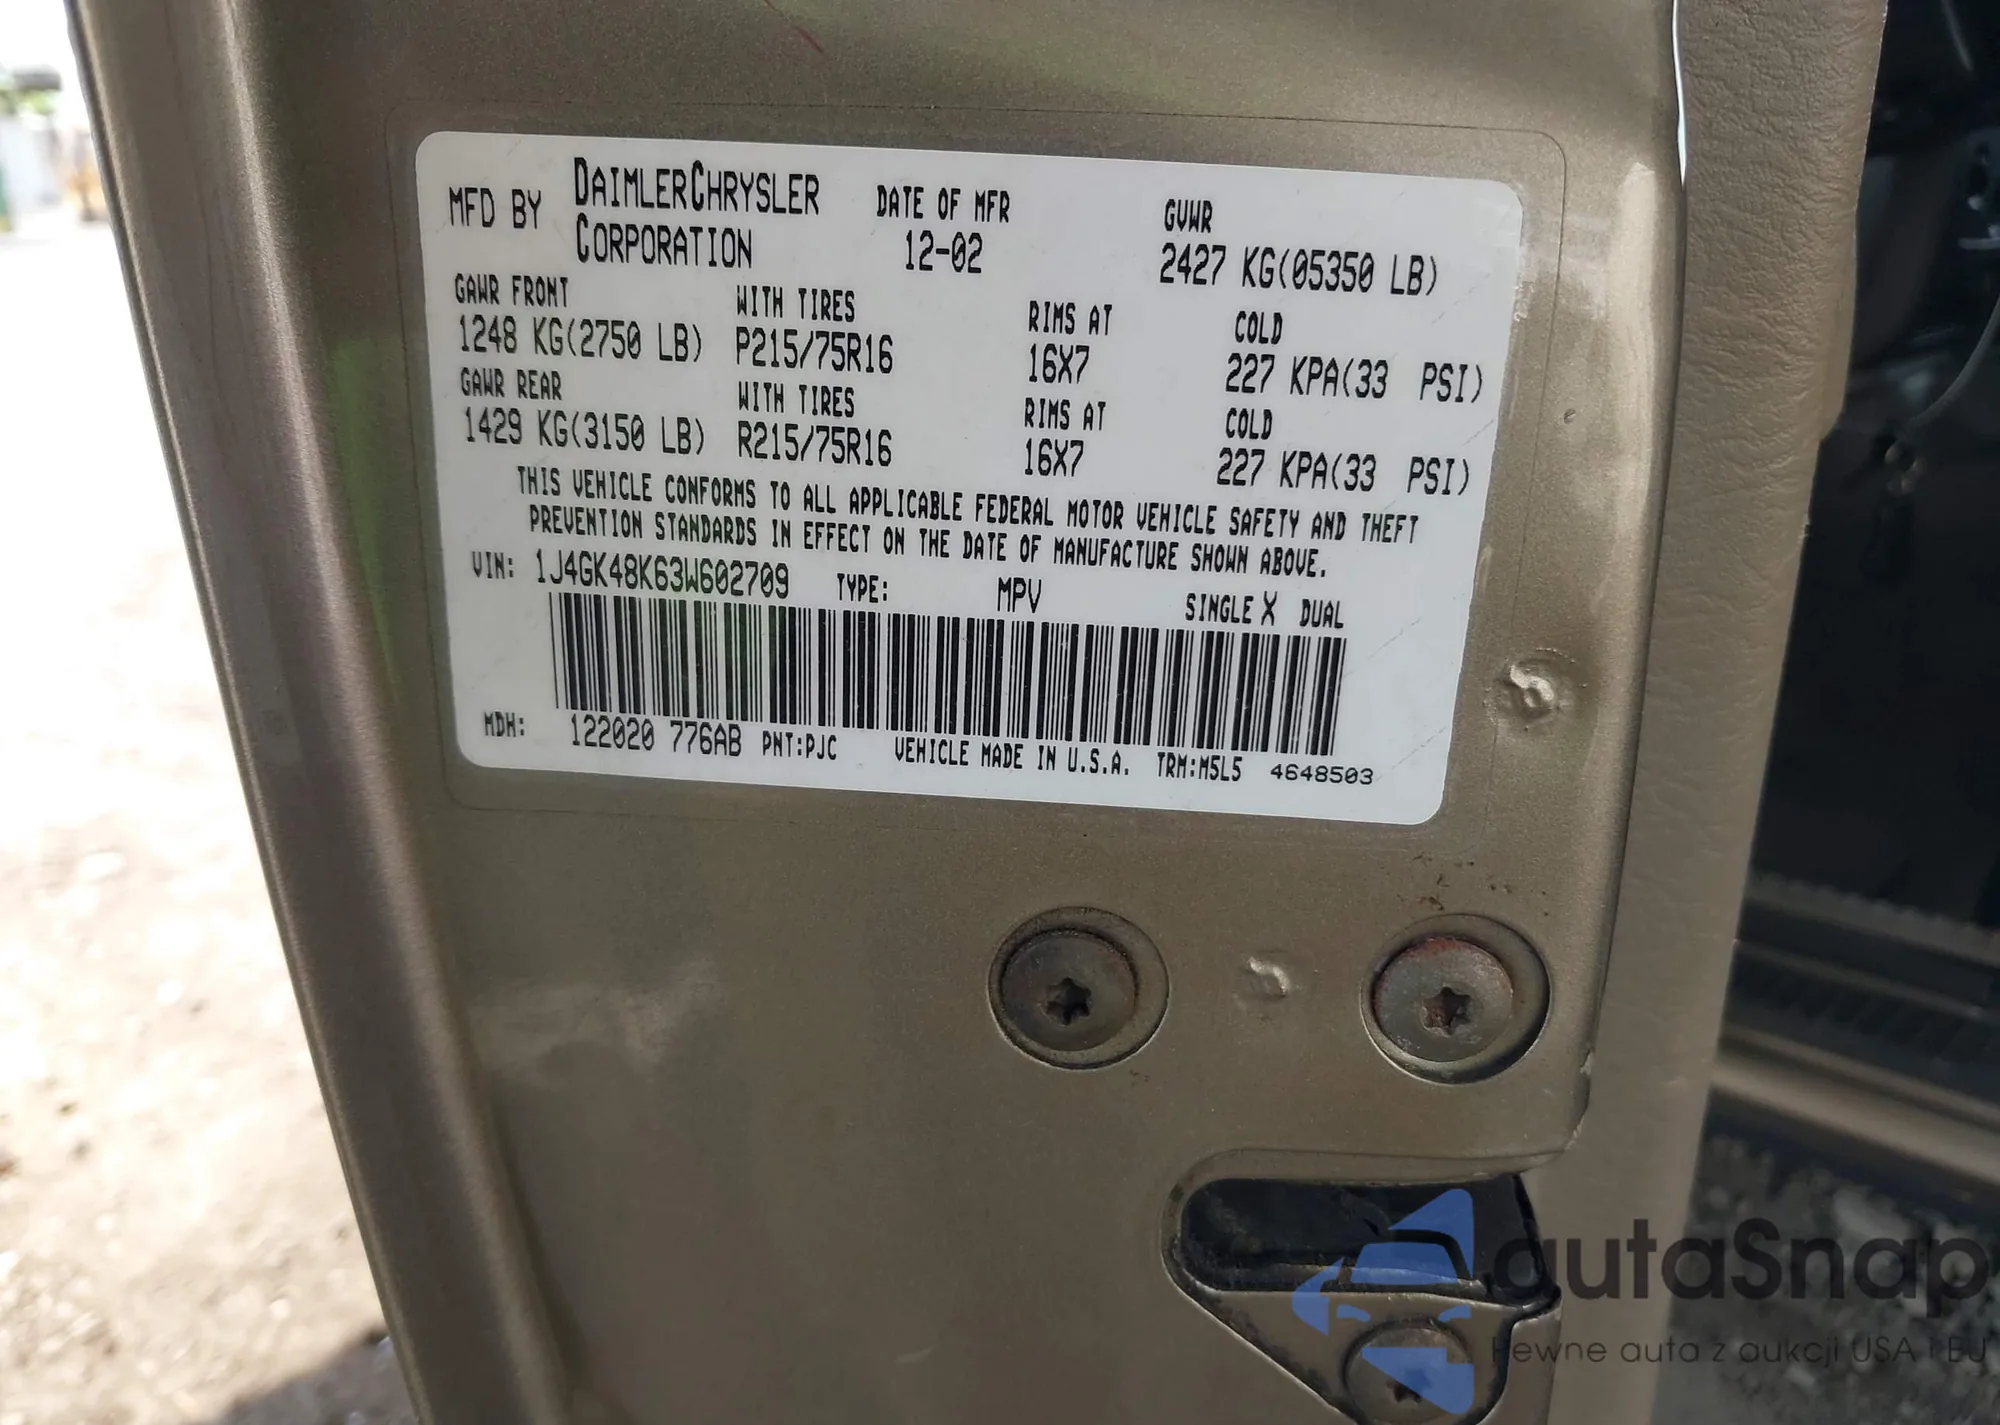 MFD BY DAIMLERCHRYSLER CORPORATION DATE OF MFR 12-02 GVWR 2427 KG(05350 LB)
GAWR FRONT WITH TIRES RIMS AT COLD
1248 KG(2750 LB) P215/75R16 16X7 227 KPA(33 PSI)
GAWR REAR WITH TIRES RIMS AT COLD
1429 KG(3150 LB) R215/75R16 16X7 227 KPA(33 PSI)
THIS VEHICLE CONFORMS TO ALL APPLICABLE FEDERAL MOTOR VEHICLE SAFETY AND THEFT
PREVENTION STANDARDS IN EFFECT ON THE DATE OF MANUFACTURE SHOWN ABOVE.
VIN: 1J4GK48K63W602709 TYPE: MPV SINGLE X DUAL
MDH: 122020 776AB PNT:PJC VEHICLE MADE IN U.S.A. TRM:M5L5 4648503
autaSnap
Pewne auta z aukcji USA i EU